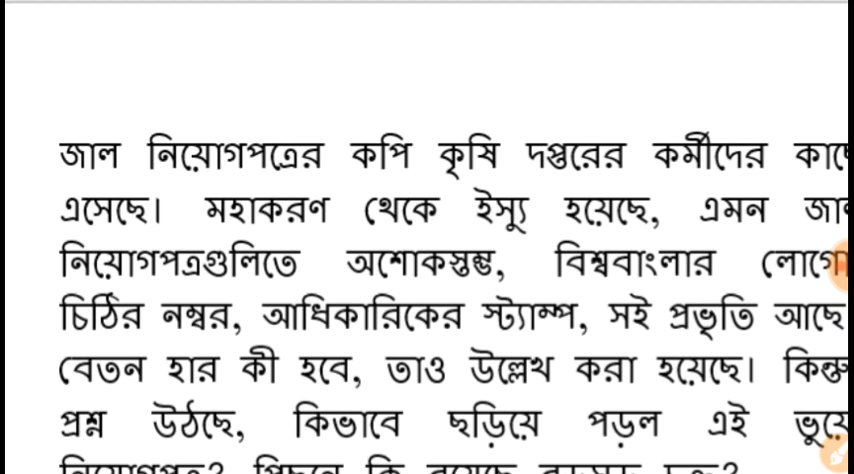 জাল নিয়োগপত্রের কপি কৃষি দপ্তরের কর্মীদের
এসেছে। মহাকরণ থেকে ইস্যু হয়েছে, এমন
নিয়োগপত্রগুলিতে অশোকস্তম্ভ, বিশ্ববাংলার
চিঠির নম্বর, আধিকারিকের স্ট্যাম্প, সই প্রভৃতি আছে
বেতন হার কী হবে, তাও উল্লেখ করা হয়েছে। কিন্তু
প্রশ্ন উঠছে, কিভাবে ছড়িয়ে পড়ল এই